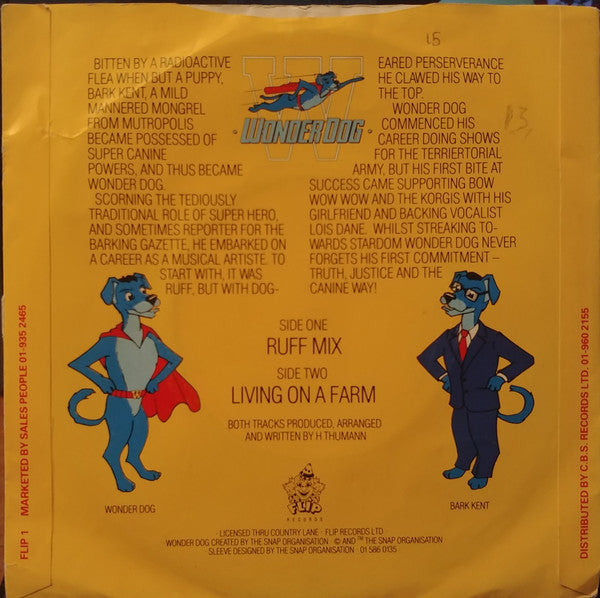 BITTEN BY A RADIOACTIVE
FLEA WHEN BUT A PUPPY,
BARK KENT, A MILD
MANNERED MONGREL
FROM MUTROPOLIS
BECAME POSSESSED OF
SUPER CANINE
POWERS, AND THUS BECAME
WONDER DOG.
SCORNING THE TEDIOUSLY
TRADITIONAL ROLE OF SUPER HERO,
AND SOMETIMES REPORTER FOR THE
BARKING GAZETTE, HE EMBARKED ON
A CAREER AS A MUSICAL ARTISTE. TO
START WITH, IT WAS
RUFF, BUT WITH DOG-
W
·WONDER DOG·
15
EARED PERSERVERANCE
HE CLAWED HIS WAY TO
THE TOP.
WONDER DOG
COMMENCED HIS
CAREER DOING SHOWS
FOR THE TERRIERTORIAL
ARMY, BUT HIS FIRST BITE AT
SUCCESS CAME SUPPORTING BOW
WOW WOW AND THE KORGIS WITH HIS
GIRLFRIEND AND BACKING VOCALIST
LOIS DANE. WHILST STREAKING TO-
WARDS STARDOM WONDER DOG NEVER
FORGETS HIS FIRST COMMITMENT –
TRUTH, JUSTICE AND THE
CANINE WAY!
SIDE ONE
RUFF MIX
SIDE TWO
LIVING ON A FARM
BOTH TRACKS PRODUCED, ARRANGED
AND WRITTEN BY H.THUMANN
WONDER DOG
BARK KENT
FLIP
RECORDS
LICENSED THRU COUNTRY LANE · FLIP RECORDS LTD
WONDER DOG CREATED BY THE SNAP ORGANISATION · © AND ™ THE SNAP ORGANISATION
SLEEVE DESIGNED BY THE SNAP ORGANISATION · 01 586 0135
FLIP 1 MARKETED BY SALES PEOPLE 01-935 2465
DISTRIBUTED BY C.B.S. RECORDS LTD. 01-960 2155